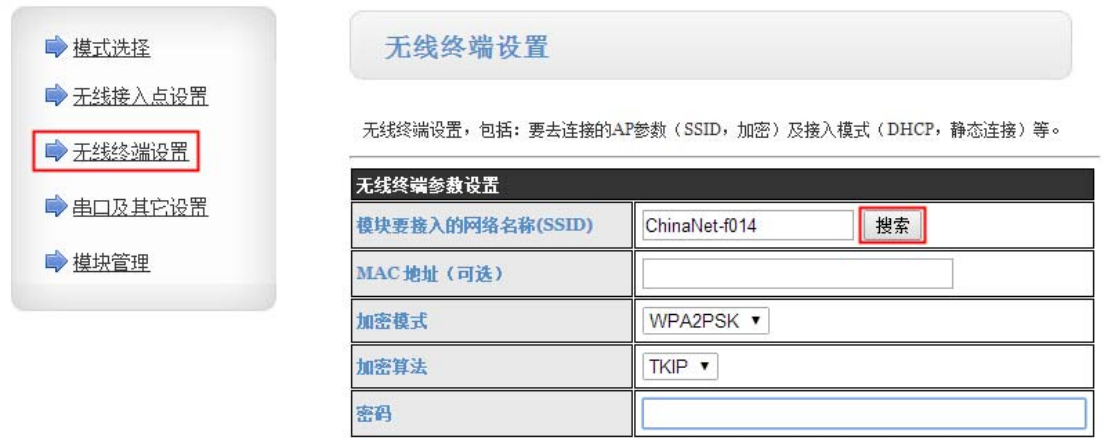 模式选择
无线接入点设置
无线终端设置
串口及其它设置
模块管理
无线终端设置
无线终端设置，包括：要去连接的AP参数（SSID，加密）及接入模式（DHCP，静态连接）等。
无线终端参数设置
模块要接入的网络名称(SSID) ChinaNet-f014 搜索
MAC 地址（可选）
加密模式 WPA2PSK
加密算法 TKIP
密码